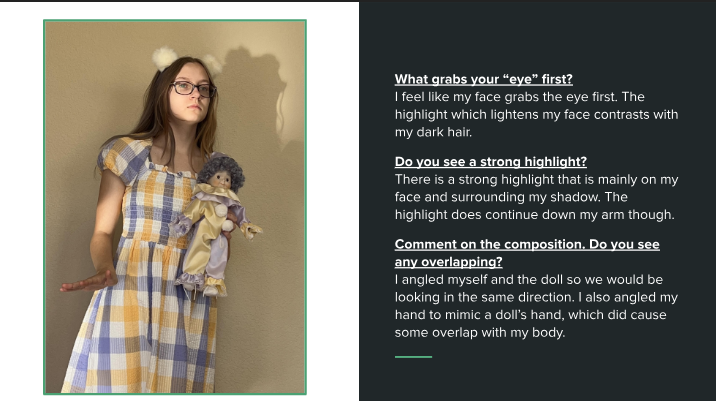 What grabs your “eye” first?
I feel like my face grabs the eye first. The
highlight which lightens my face contrasts with
my dark hair.
Do you see a strong highlight?
There is a strong highlight that is mainly on my
face and surrounding my shadow. The
highlight does continue down my arm though.
Comment on the composition. Do you see
any overlapping?
I angled myself and the doll so we would be
looking in the same direction. I also angled my
hand to mimic a doll’s hand, which did cause
some overlap with my body.